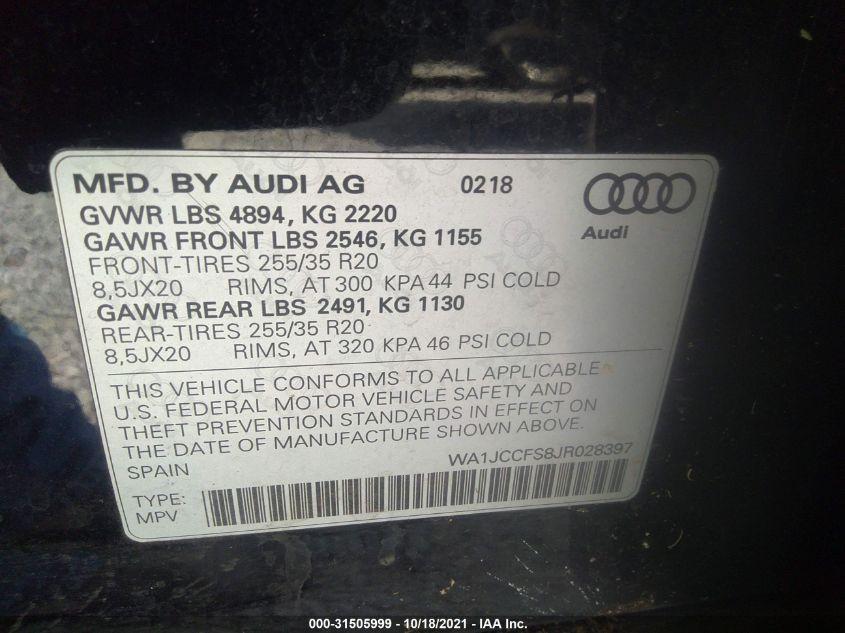 MFD. BY AUDI AG 0218
GVWR LBS 4894, KG 2220
Audi
GAWR FRONT LBS 2546, KG 1155
FRONT-TIRES 255/35 R20
8,5JX20 RIMS, AT 300 KPA 44 PSI COLD
GAWR REAR LBS 2491, KG 1130
REAR-TIRES 255/35 R20
8,5JX20 RIMS, AT 320 KPA 46 PSI COLD
THIS VEHICLE CONFORMS TO ALL APPLICABLE
U.S. FEDERAL MOTOR VEHICLE SAFETY AND
THEFT PREVENTION STANDARDS IN EFFECT ON
THE DATE OF MANUFACTURE SHOWN ABOVE.
SPAIN WA1JCCFS8JR028397
TYPE:
MPV
000-31505999 - 10/18/2021 - IAA Inc.